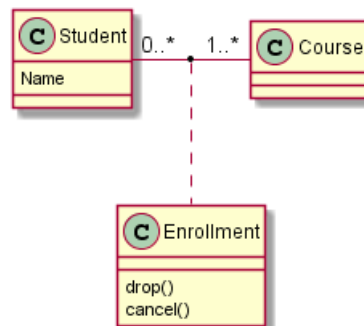 C Student
0..*
1..*
C Course
Name
C Enrollment
drop()
cancel()